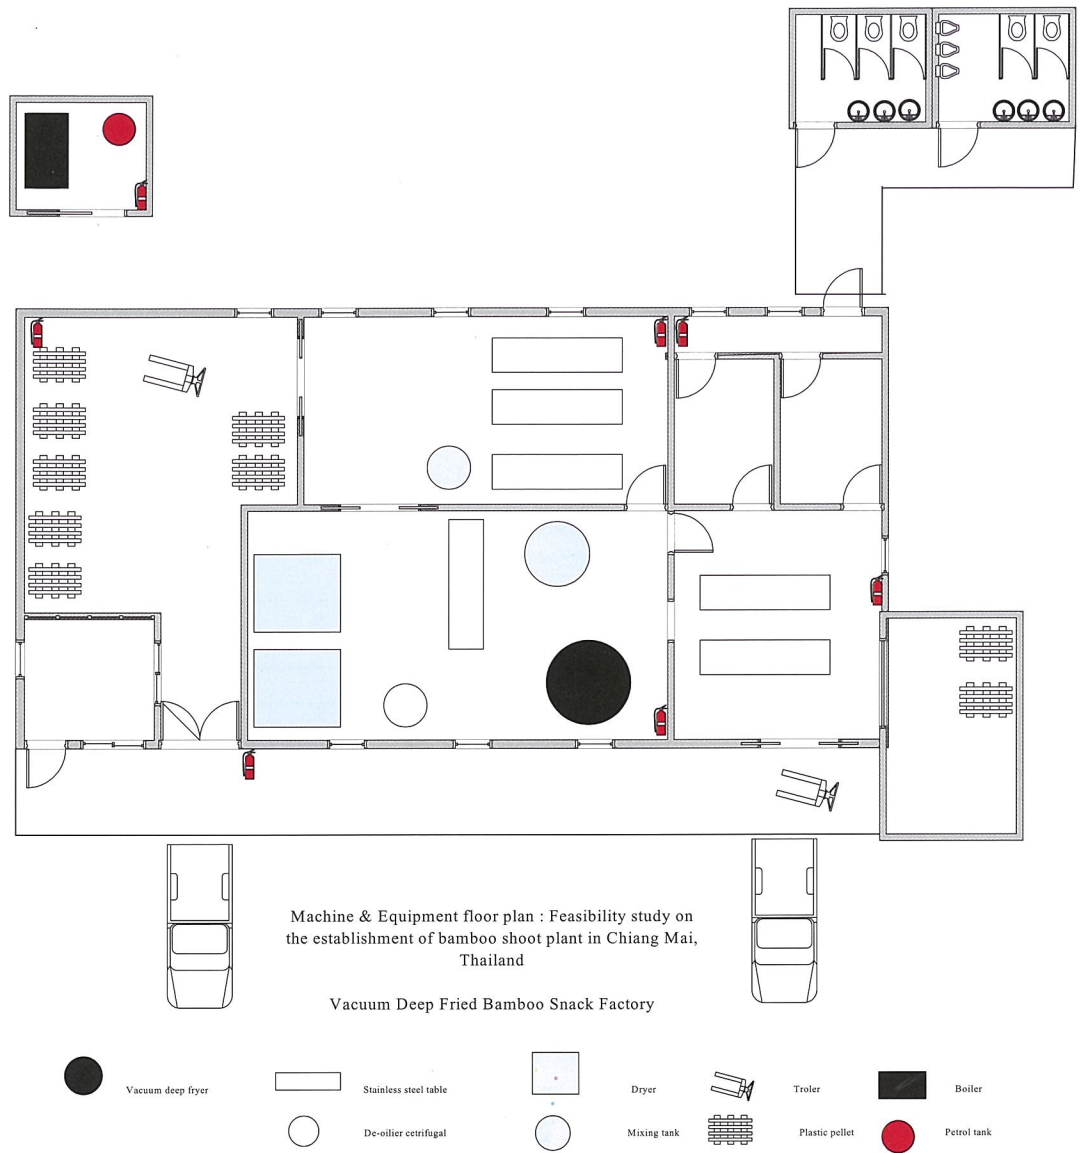 Machine & Equipment floor plan : Feasibility study on
the establishment of bamboo shoot plant in Chiang Mai,
Thailand
Vacuum Deep Fried Bamboo Snack Factory
Vacuum deep fryer
Stainless steel table
Dryer
Troler
Boiler
De-oilier cetrifugal
Mixing tank
Plastic pellet
Petrol tank